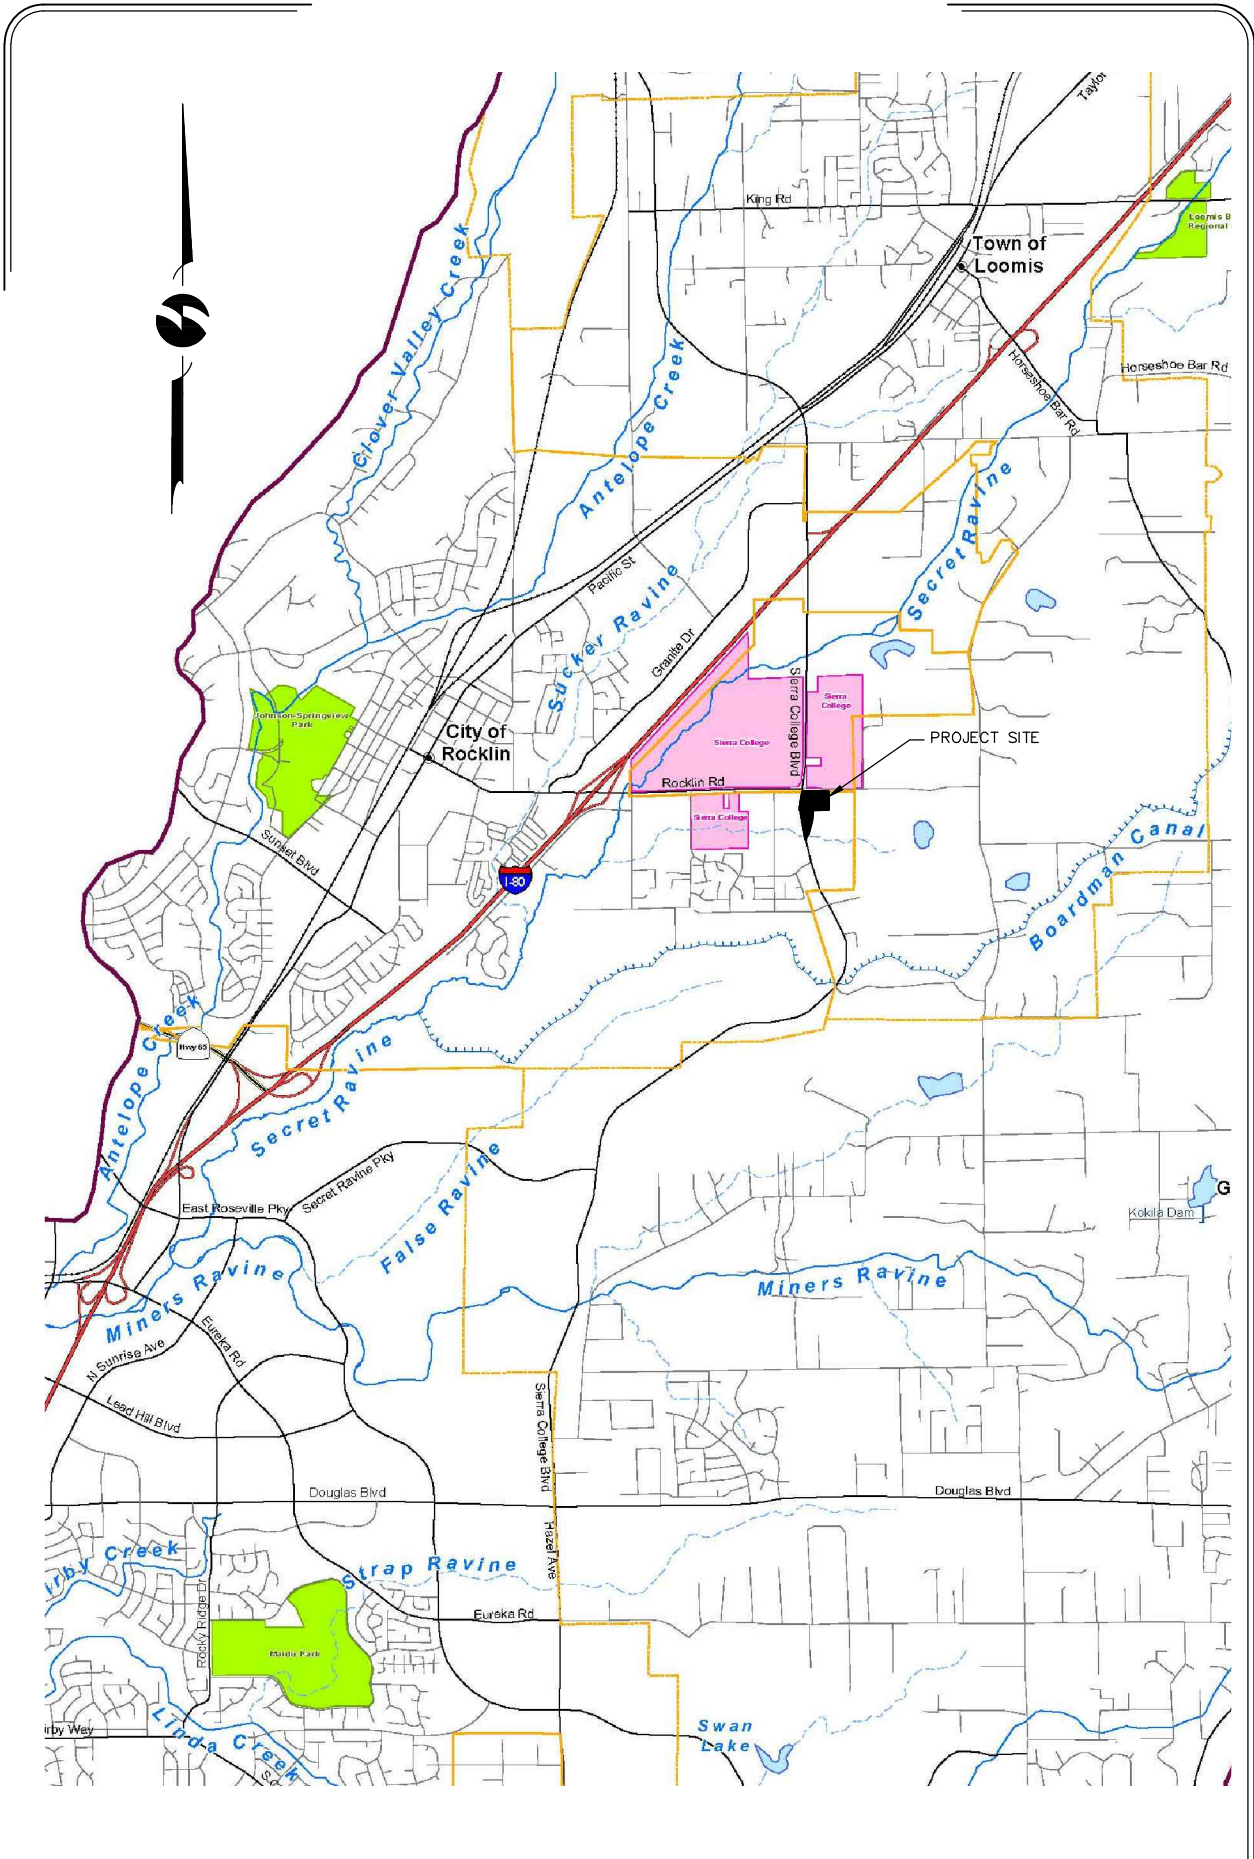 Taylor
King Rd
Town of
Loomis
Loomis B
Regional
Clover Valley Creek
Antelope Creek
Horseshoe Bar Rd
Horseshoe Bar Rd
Secret Ravine
Pacific St
Sucker Ravine
Granite Dr
Johnson-Springview
Park
City of
Rocklin
Sierra College
Sierra College Blvd
Sierra
College
PROJECT SITE
Rocklin Rd
Sierra College
Sunset Blvd
I-80
Boardman Canal
Antelope Creek
Hwy 65
Secret Ravine
Secret Ravine Pky
East Roseville Pky
False Ravine
G
Kokila Dam
Miners Ravine
Miners Ravine
N Sunrise Ave
Eureka Rd
Lead Hill Blvd
Sierra College Blvd
Douglas Blvd
Douglas Blvd
Hazel Ave
irby Creek
Strap Ravine
Rocky Ridge Dr
Eureka Rd
Maidu Park
irby Way
Linda Creek
Swan
Lake